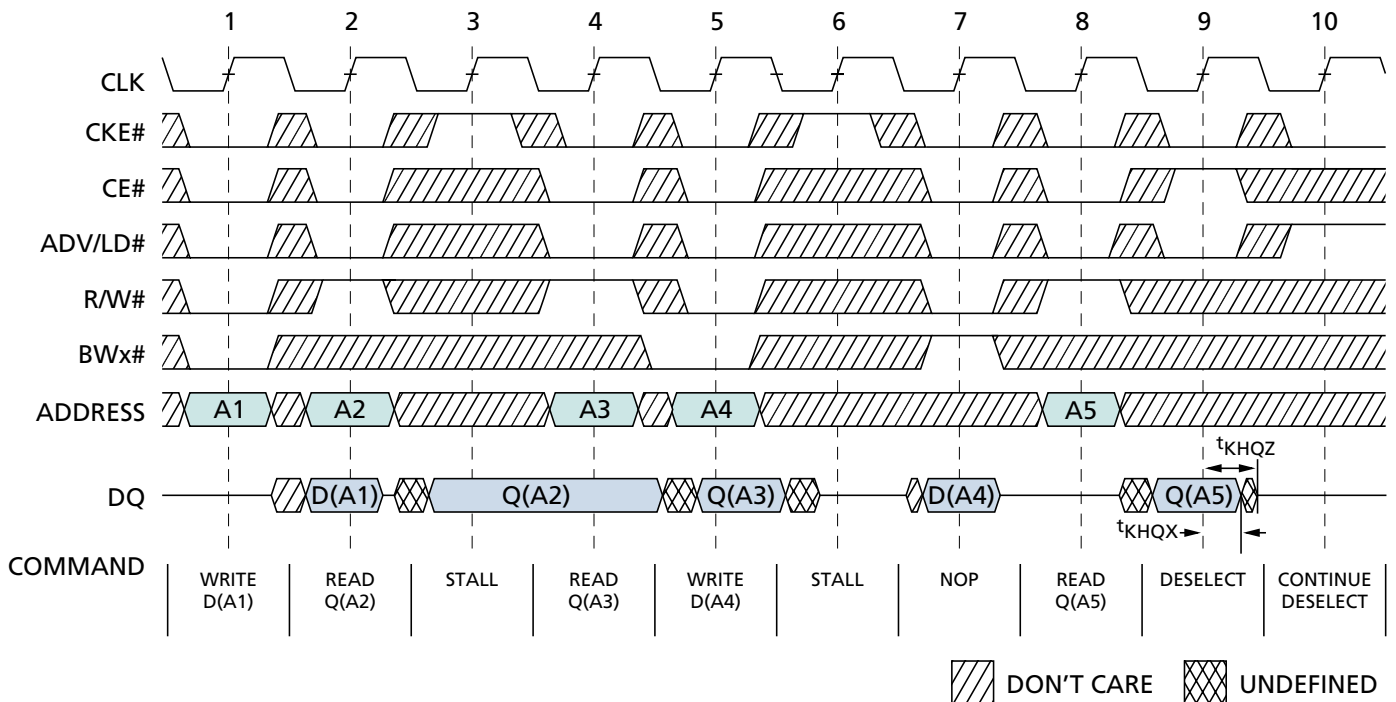 1 2 3 4 5 6 7 8 9 10
CLK
CKE#
CE#
ADV/LD#
R/W#
BWx#
ADDRESS A1 A2 A3 A4 A5
tKHQZ
DQ D(A1) Q(A2) Q(A3) D(A4) Q(A5)
tKHQX
COMMAND
WRITE READ STALL READ WRITE STALL NOP READ DESELECT CONTINUE
D(A1) Q(A2) Q(A3) D(A4) Q(A5) DESELECT
DON'T CARE UNDEFINED